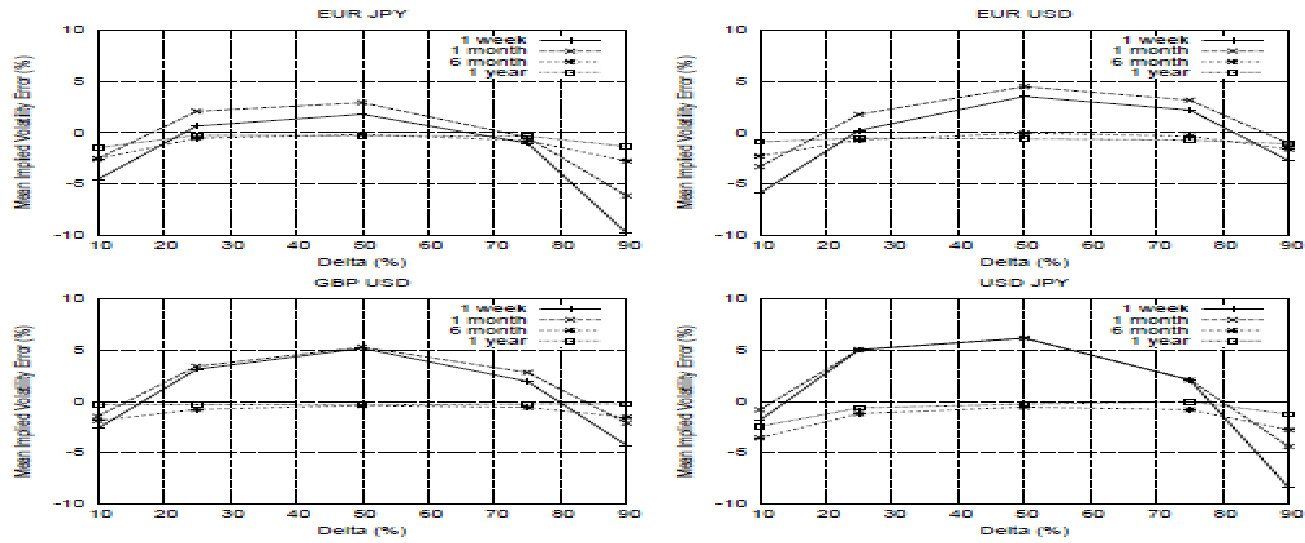 EUR JPY
10
5
0
-5
-10
Mean Implied Volatility Error (%)
1 week
1 month
6 month
1 year
10 20 30 40 50 60 70 80 90
Delta (%)
EUR USD
10
5
0
-5
-10
Mean Implied Volatility Error (%)
1 week
1 month
6 month
1 year
10 20 30 40 50 60 70 80 90
Delta (%)
GBP USD
10
5
0
-5
-10
Mean Implied Volatility Error (%)
1 week
1 month
6 month
1 year
10 20 30 40 50 60 70 80 90
Delta (%)
USD JPY
10
5
0
-5
-10
Mean Implied Volatility Error (%)
1 week
1 month
6 month
1 year
10 20 30 40 50 60 70 80 90
Delta (%)